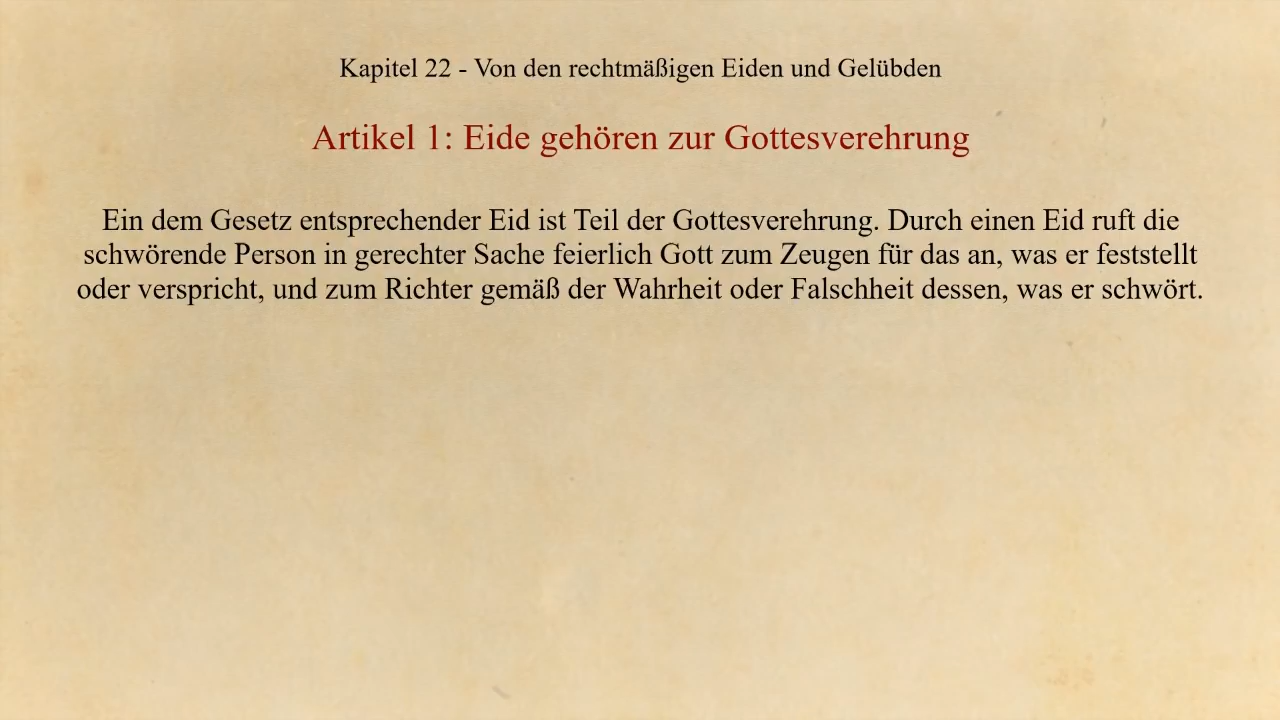 Kapitel 22 - Von den rechtmäßigen Eiden und Gelübden
Artikel 1: Eide gehören zur Gottesverehrung
Ein dem Gesetz entsprechender Eid ist Teil der Gottesverehrung. Durch einen Eid ruft die
schwörende Person in gerechter Sache feierlich Gott zum Zeugen für das an, was er feststellt
oder verspricht, und zum Richter gemäß der Wahrheit oder Falschheit dessen, was er schwört.